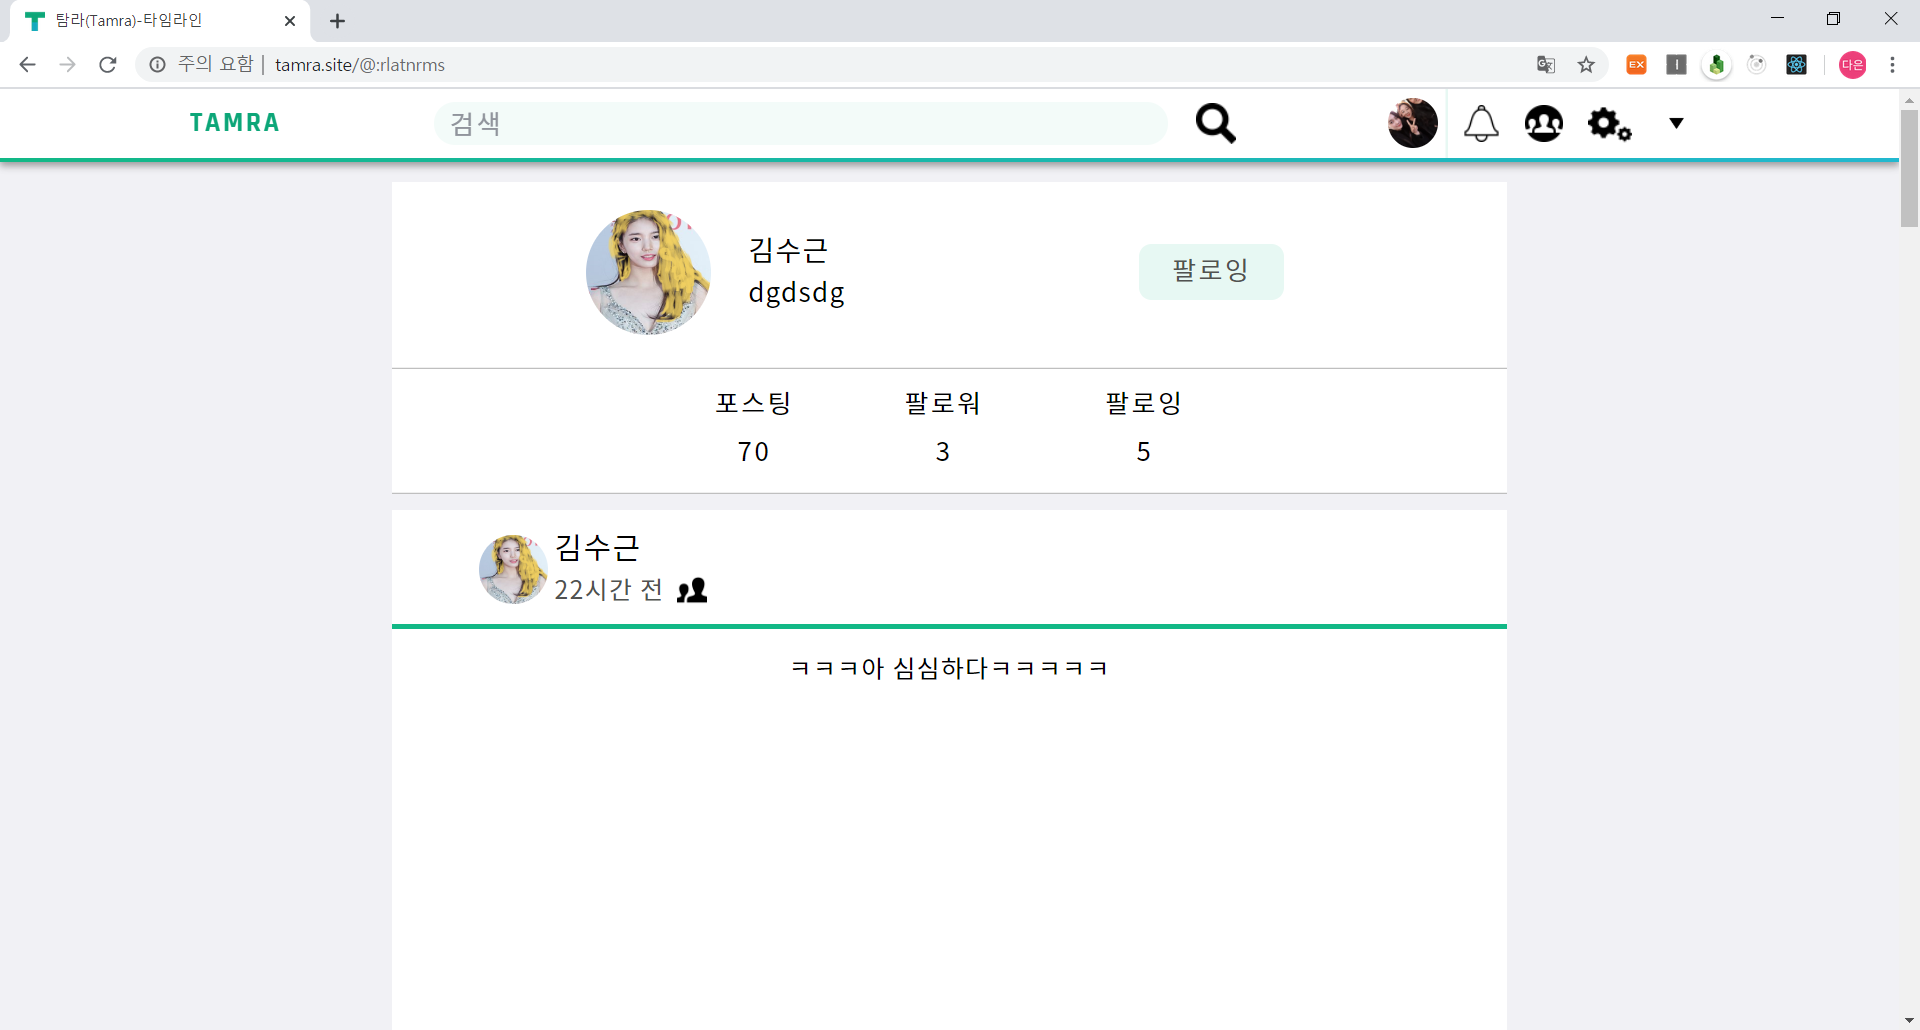 탐라(Tamra)-타임라인
주의 요함 | tamra.site/@:rlatnrms
EX
다은
TAMRA
검색
김수근
dgdsdg
팔로잉
포스팅 팔로워 팔로잉
70 3 5
김수근
22시간 전
ㅋㅋㅋ아 심심하다ㅋㅋㅋㅋㅋ